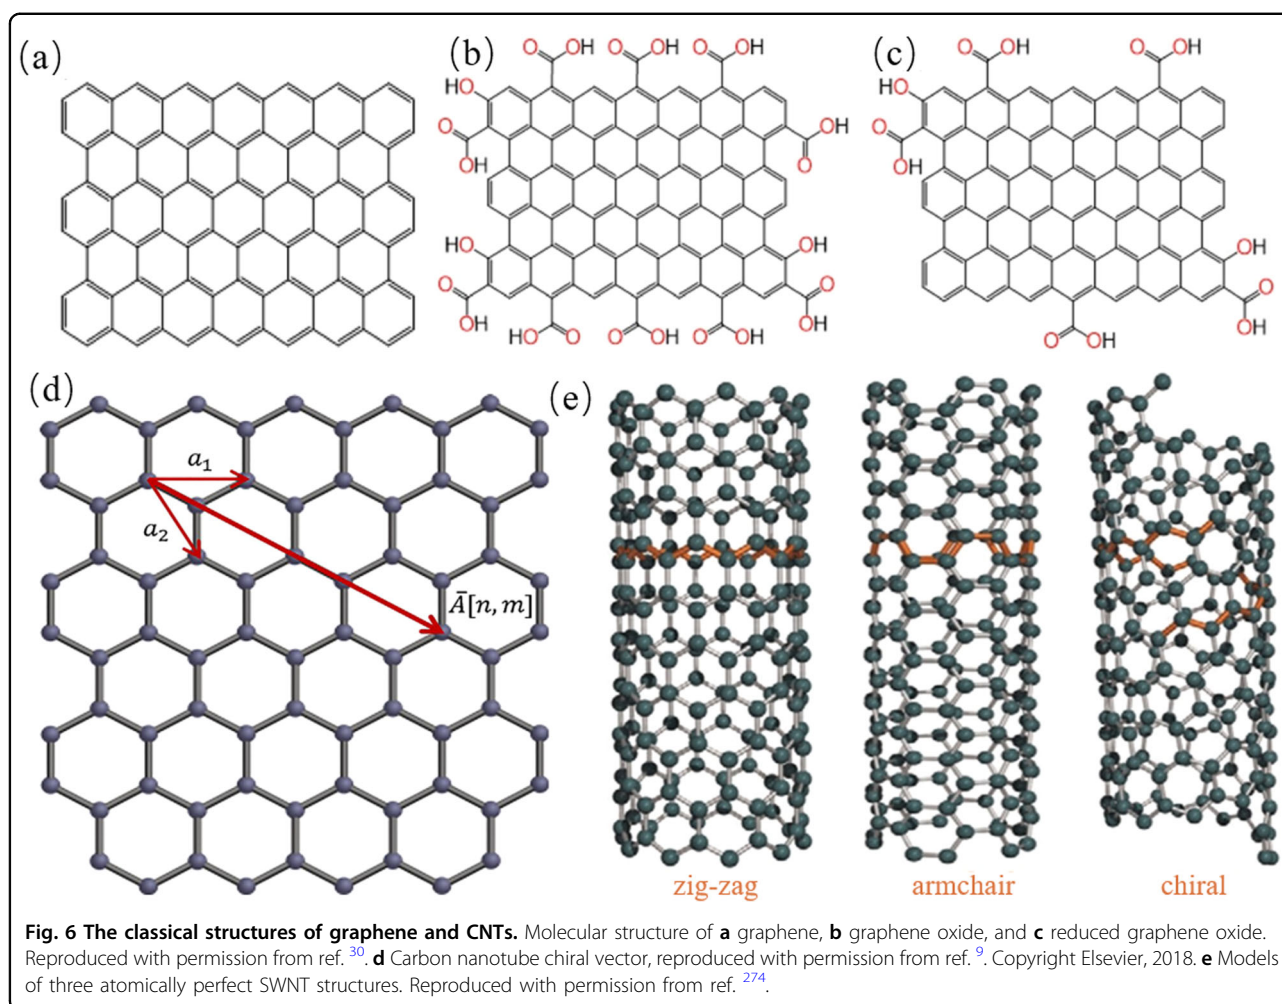 (a)
(b)
(c)
O OH O OH O OH
HO
O
OH
OH
O
HO
OH
O
OH
O
OH
HO O O OH O OH
O OH O OH
HO
O
OH
OH
O
OH
O OH
(d)
a₁
a₂
Ā[n, m]
(e)
zig-zag armchair chiral
Fig. 6 The classical structures of graphene and CNTs. Molecular structure of a graphene, b graphene oxide, and c reduced graphene oxide.
Reproduced with permission from ref. 30. d Carbon nanotube chiral vector, reproduced with permission from ref. 9. Copyright Elsevier, 2018. e Models
of three atomically perfect SWNT structures. Reproduced with permission from ref. 274.